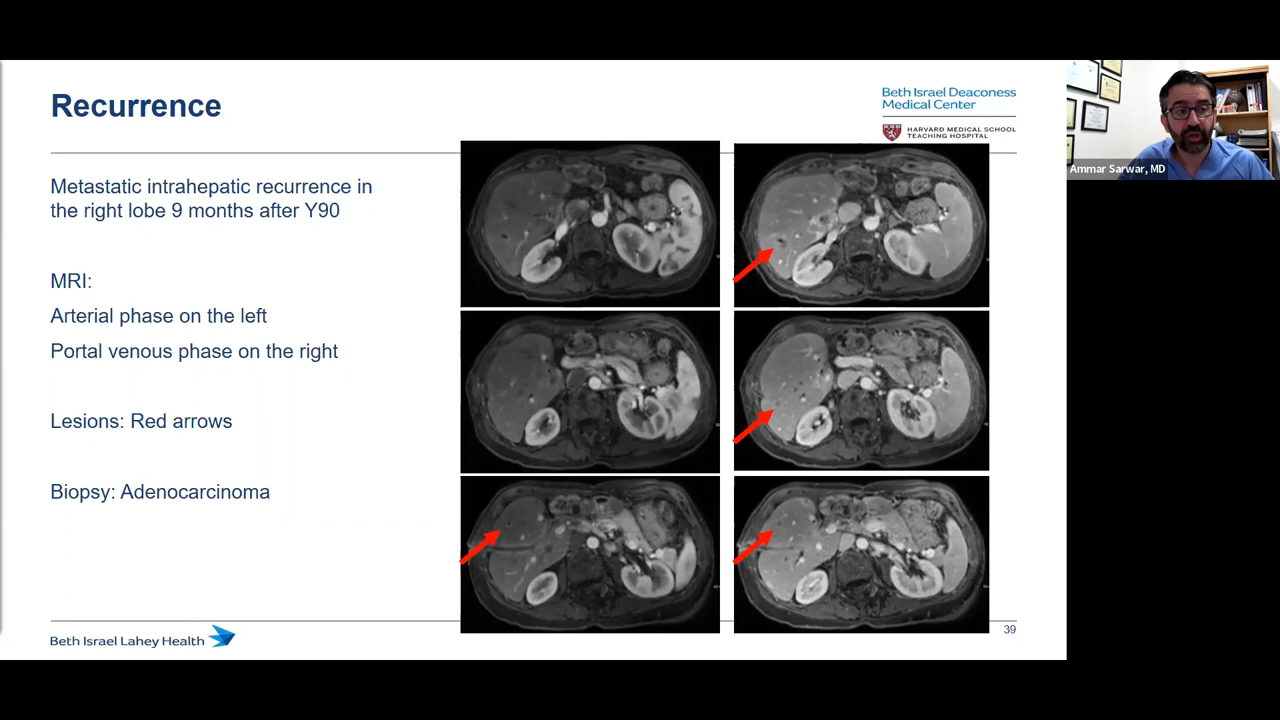 Recurrence
Beth Israel Deaconess
Medical Center
HARVARD MEDICAL SCHOOL
TEACHING HOSPITAL
Metastatic intrahepatic recurrence in
the right lobe 9 months after Y90
MRI:
Arterial phase on the left
Portal venous phase on the right
Lesions: Red arrows
Biopsy: Adenocarcinoma
Beth Israel Lahey Health
39
Ammar Sarwar, MD